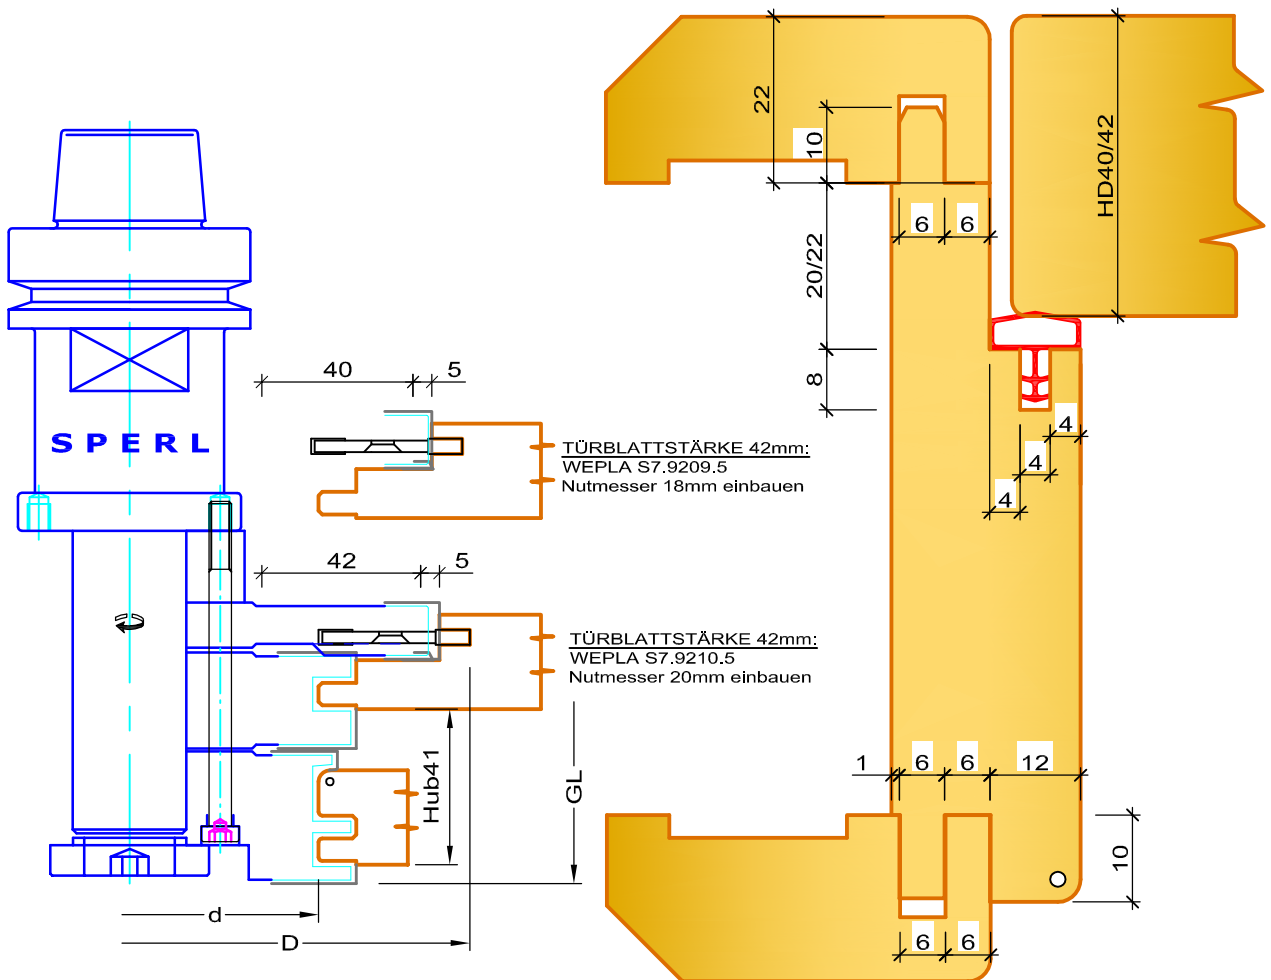 22
10
HD40/42
6 6
20/22
SPERL
40 5
8
TÜRBLATTSTÄRKE 42mm:
WEPLA S7.9209.5
Nutmesser 18mm einbauen
4
4
4
42 5
TÜRBLATTSTÄRKE 42mm:
WEPLA S7.9210.5
Nutmesser 20mm einbauen
Hub41
GL
1 6 6 12
10
d
D
6 6